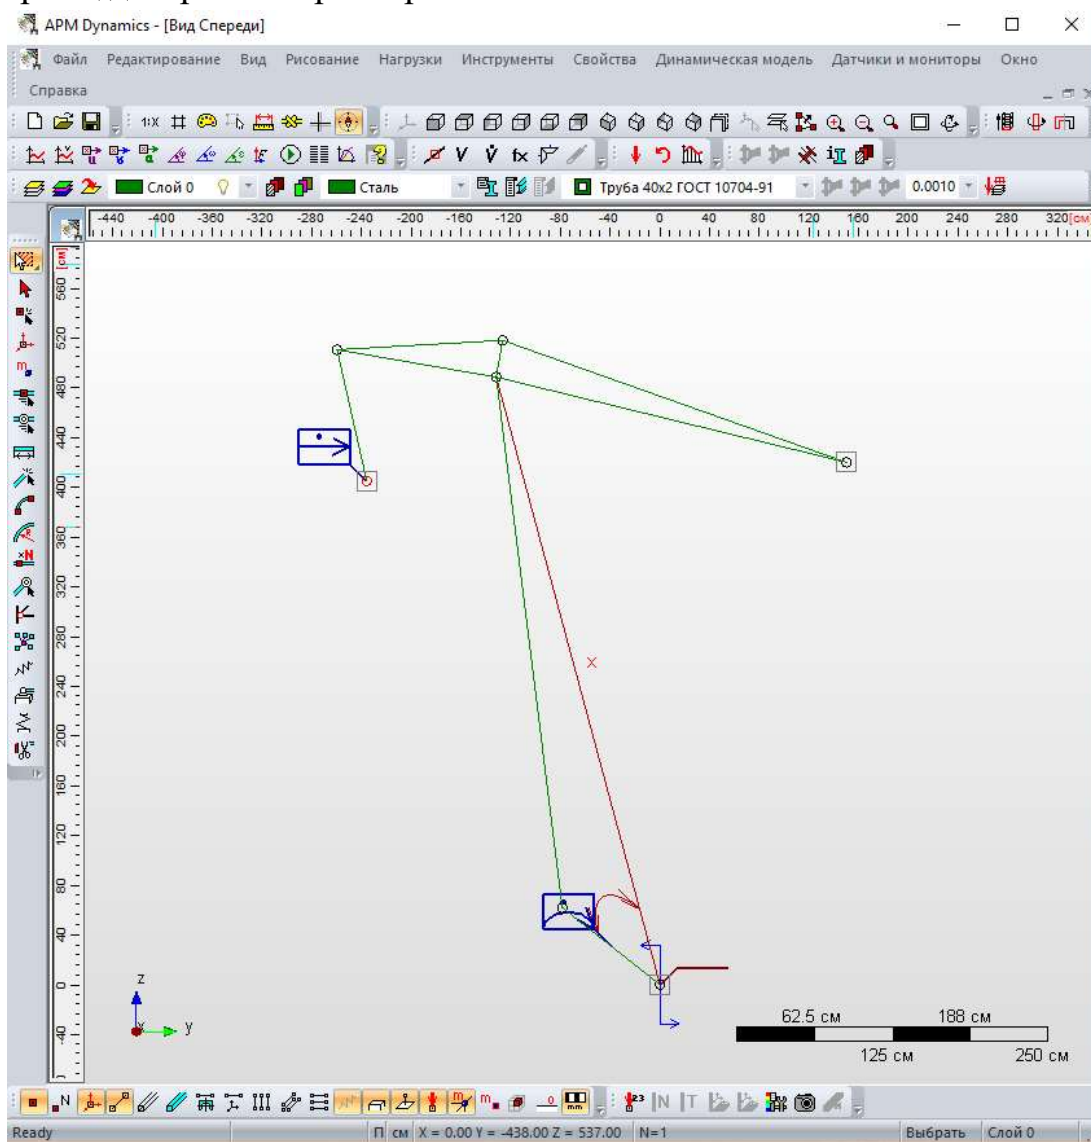 APM Dynamics - [Вид Спереди]
Файл Редактирование Вид Рисование Нагрузки Инструменты Свойства Динамическая модель Датчики и мониторы Окно
Справка
Слой 0 Сталь Труба 40x2 ГОСТ 10704-91 0.0010
-440 -400 -360 -320 -280 -240 -200 -160 -120 -80 -40 0 40 80 120 160 200 240 280 320 [см]
[см]
560
520
480
440
400
360
320
280
240
200
160
120
80
40
0
-40
z
x y
62.5 см 188 см
125 см 250 см
Ready П см X = 0.00 Y = -438.00 Z = 537.00 N=1 Выбрать Слой 0